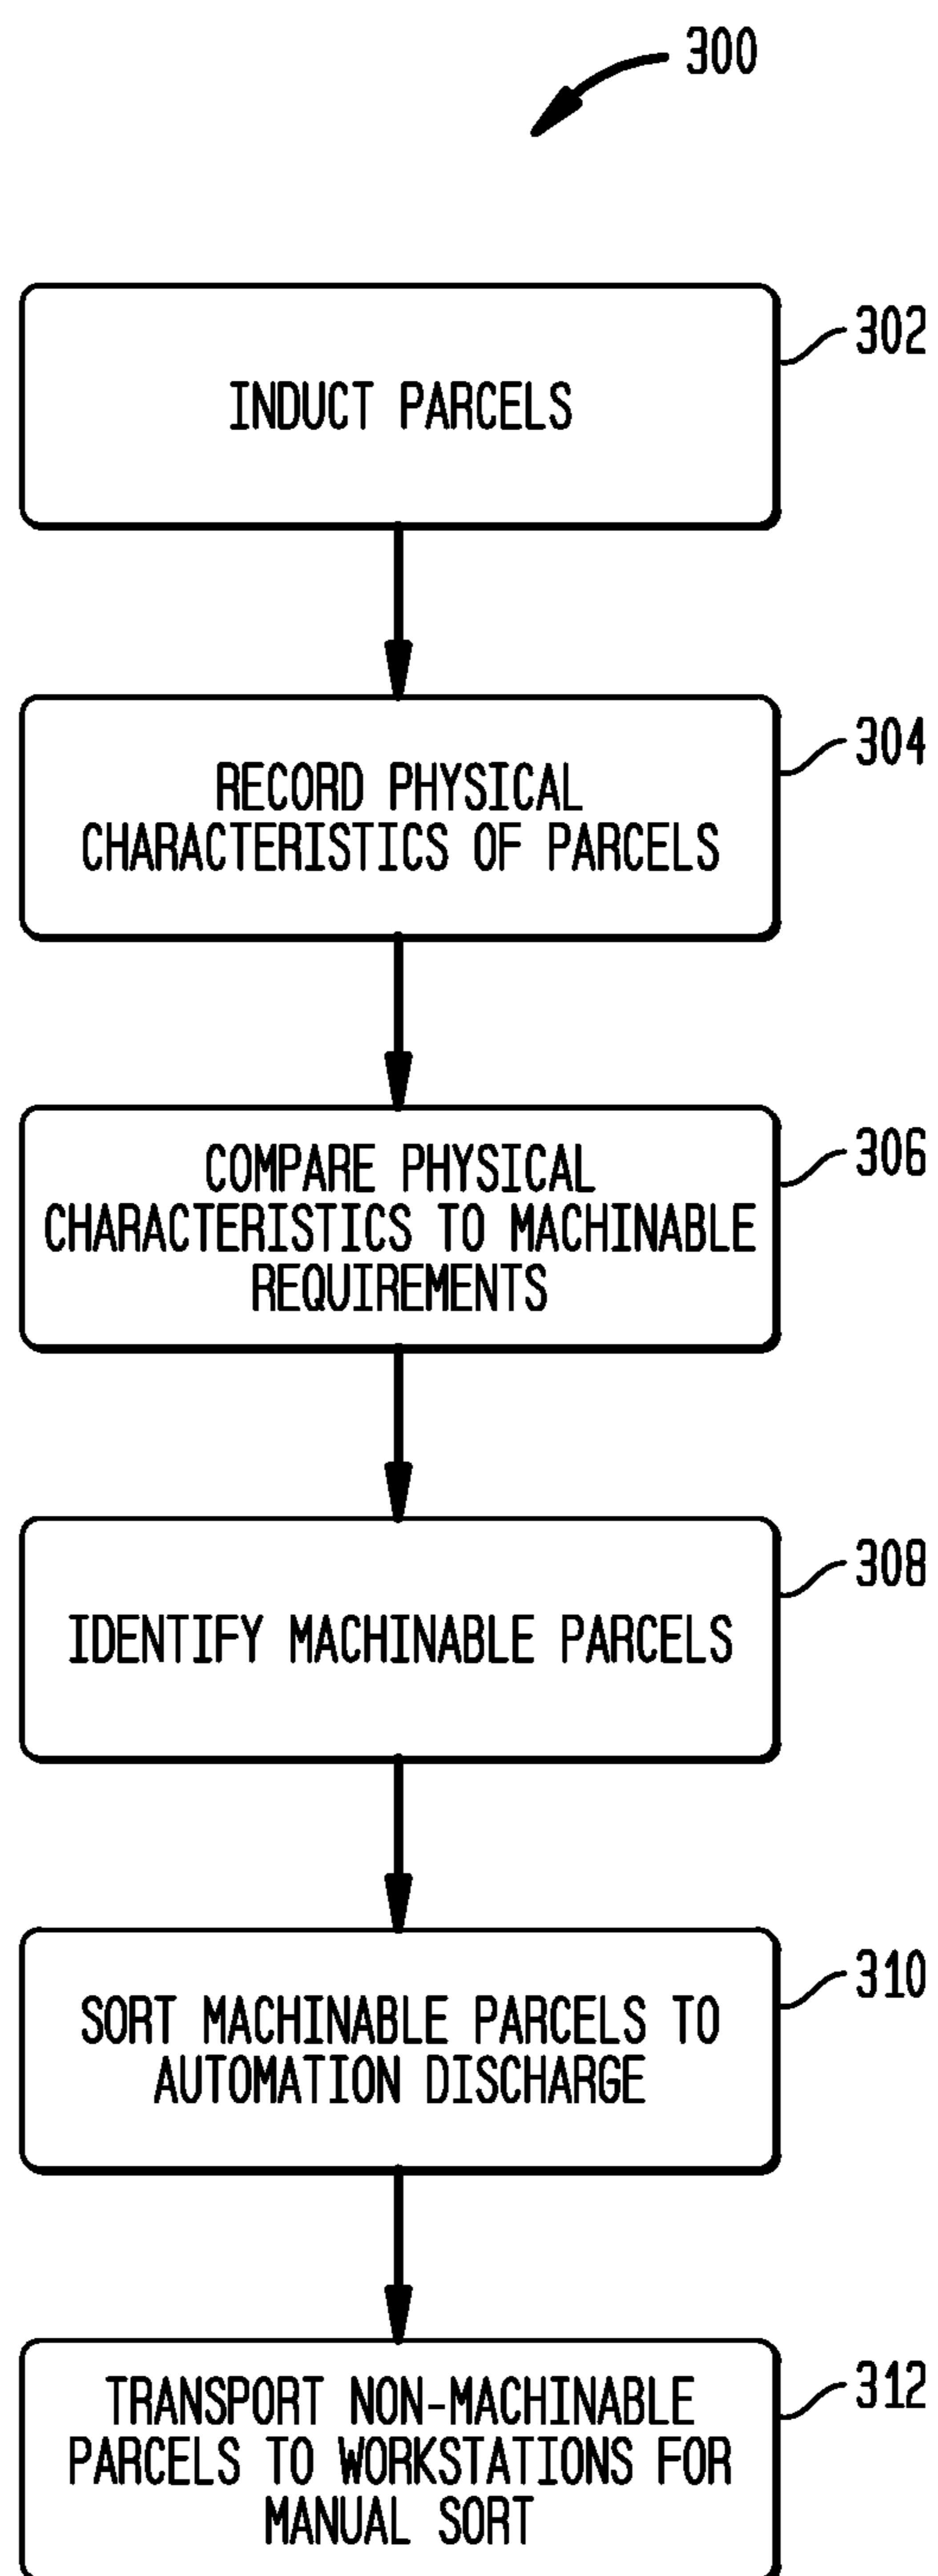 300
INDUCT PARCELS
302
RECORD PHYSICAL
CHARACTERISTICS OF PARCELS
304
COMPARE PHYSICAL
CHARACTERISTICS TO MACHINABLE
REQUIREMENTS
306
IDENTIFY MACHINABLE PARCELS
308
SORT MACHINABLE PARCELS TO
AUTOMATION DISCHARGE
310
TRANSPORT NON-MACHINABLE
PARCELS TO WORKSTATIONS FOR
MANUAL SORT
312